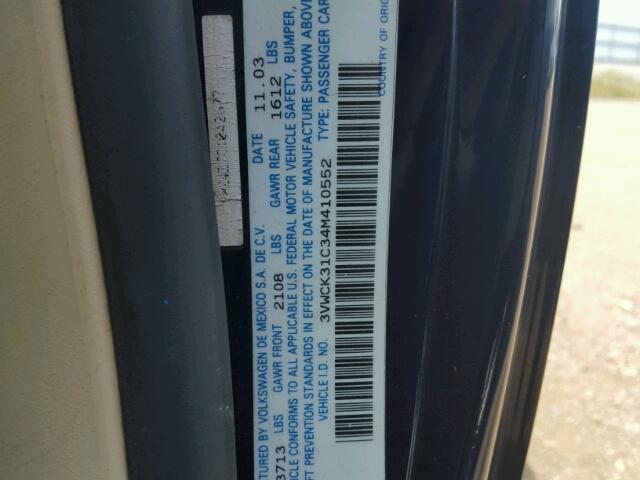 ACTURED BY VOLKSWAGEN DE MEXICO S.A. DE C.V. DATE 11.03
3713 LBS GAWR FRONT 2108 LBS GAWR REAR 1612 LBS
HICLE CONFORMS TO ALL APPLICABLE U.S. FEDERAL MOTOR VEHICLE SAFETY, BUMPER,
FT PREVENTION STANDARDS IN EFFECT ON THE DATE OF MANUFACTURE SHOWN ABOVE
VEHICLE I.D. NO. 3VWCK31C34M410552 TYPE: PASSENGER CAR
COUNTRY OF ORIG